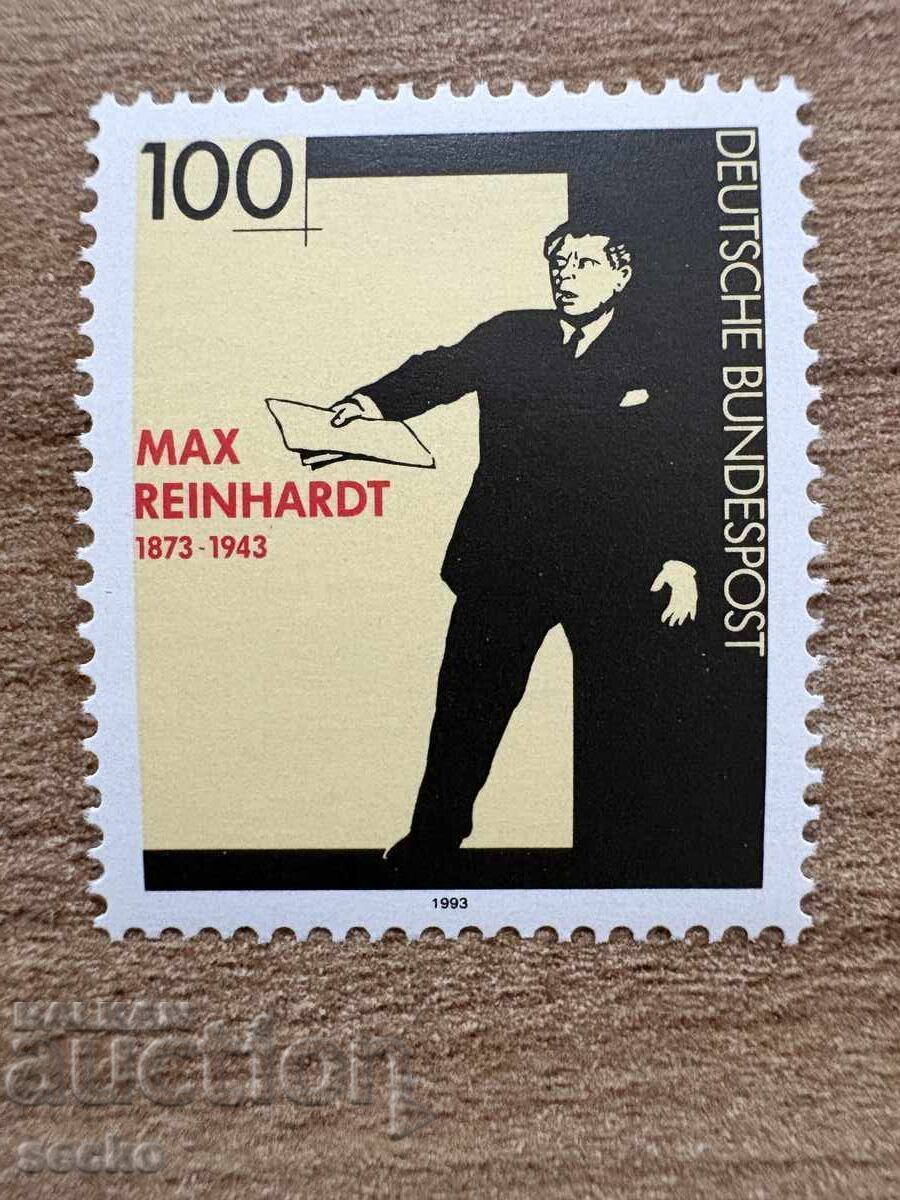 100
DEUTSCHE BUNDESPOST
MAX
REINHARDT
1873-1943
1993
BALKAN
auction
secko